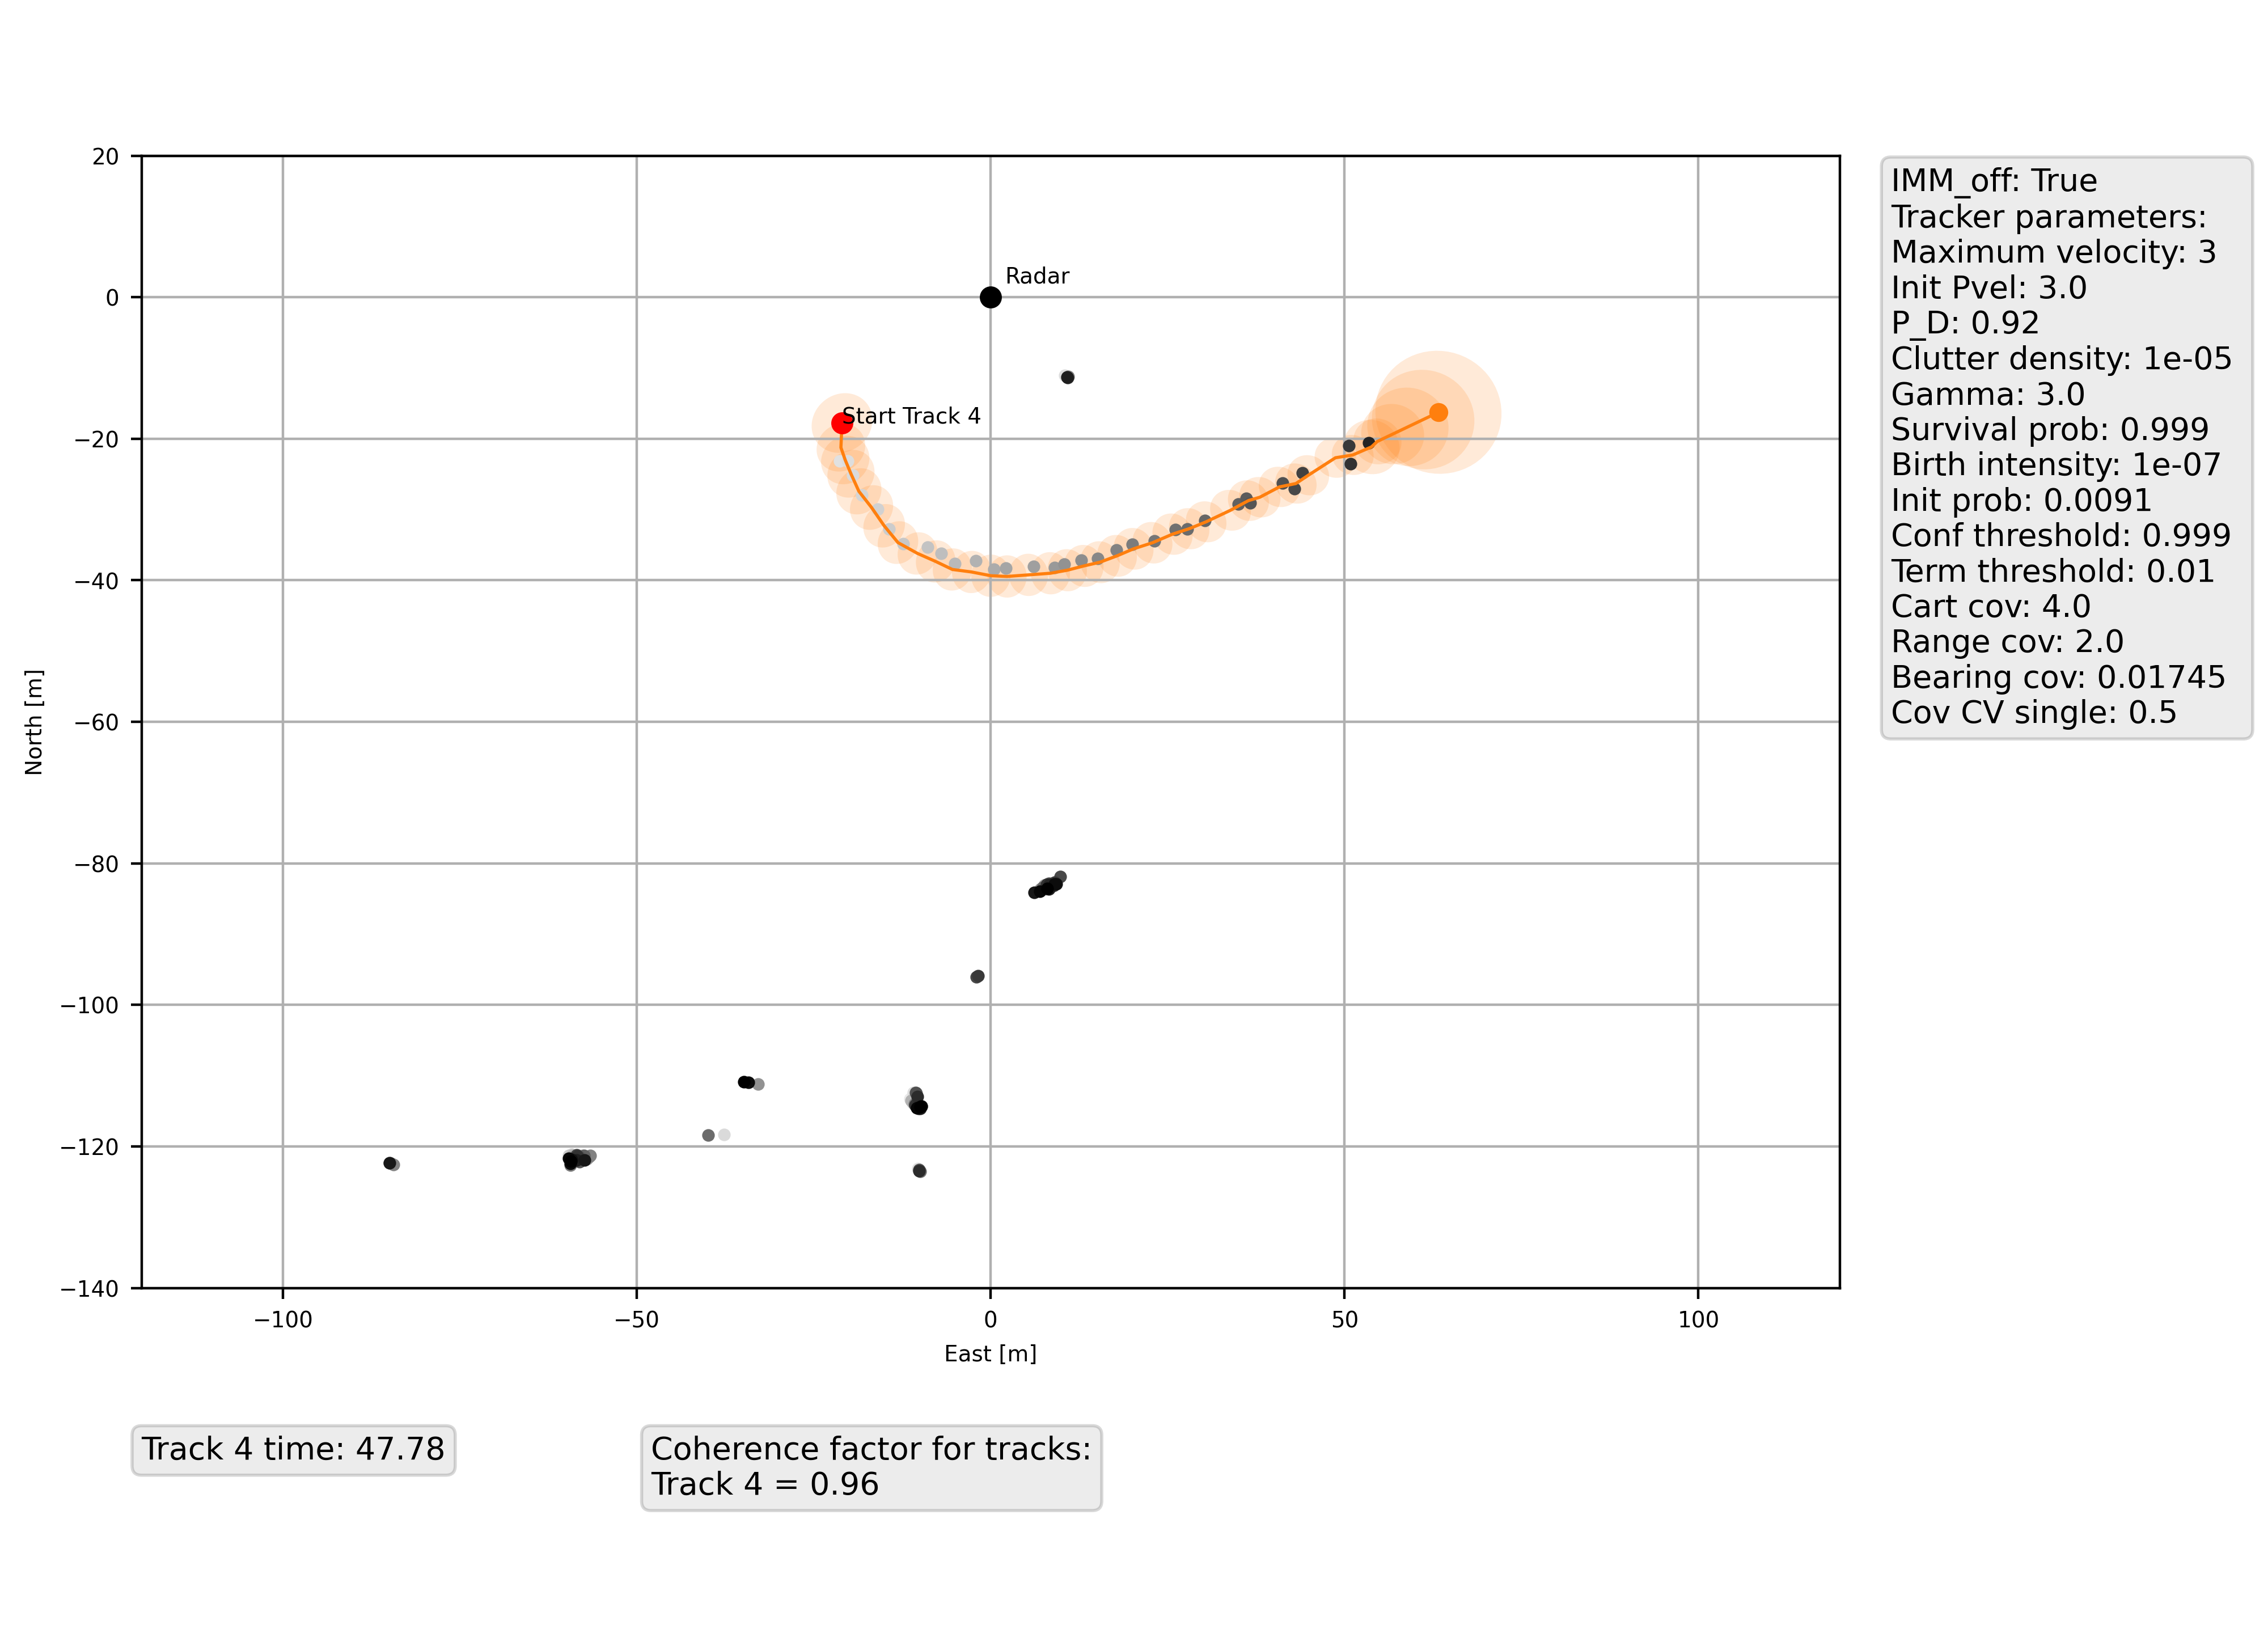 20
0
−20
−40
−60
−80
−100
−120
−140
North [m]
Radar
Start Track 4
−100
−50
0
50
100
East [m]
IMM_off: True
Tracker parameters:
Maximum velocity: 3
Init Pvel: 3.0
P_D: 0.92
Clutter density: 1e-05
Gamma: 3.0
Survival prob: 0.999
Birth intensity: 1e-07
Init prob: 0.0091
Conf threshold: 0.999
Term threshold: 0.01
Cart cov: 4.0
Range cov: 2.0
Bearing cov: 0.01745
Cov CV single: 0.5
Track 4 time: 47.78
Coherence factor for tracks:
Track 4 = 0.96